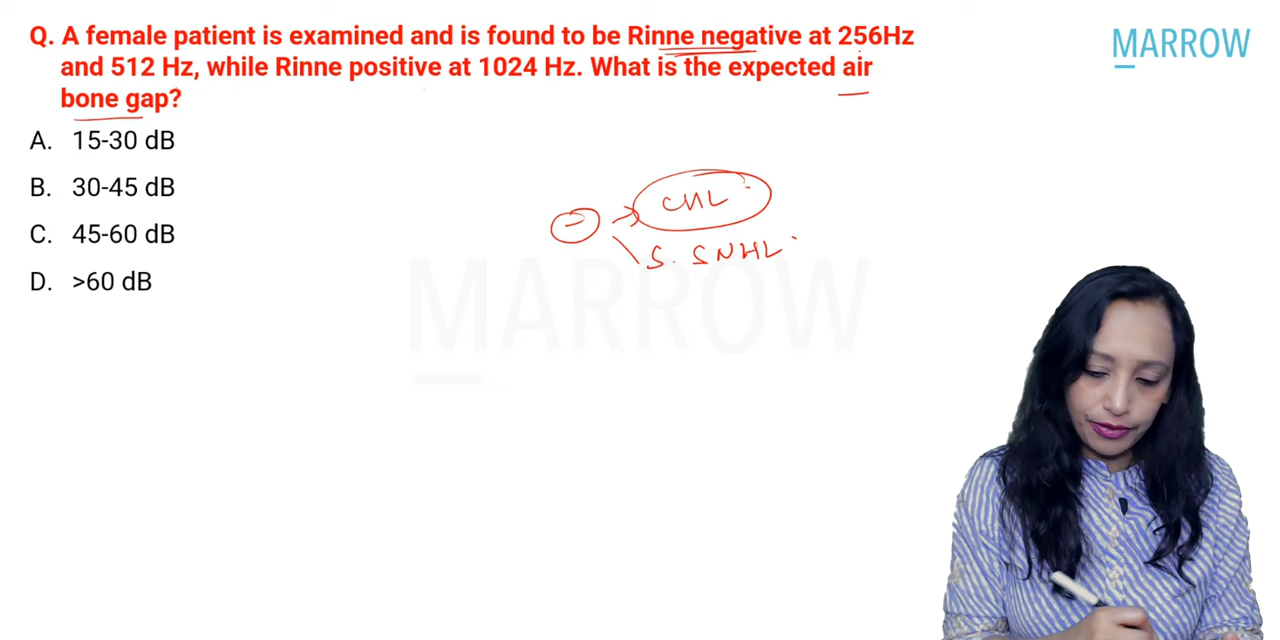 Q. A female patient is examined and is found to be Rinne negative at 256Hz
and 512 Hz, while Rinne positive at 1024 Hz. What is the expected air
bone gap?
MARROW
A. 15-30 dB
B. 30-45 dB
C. 45-60 dB
D. >60 dB
CHL
S. SNHL
MARROW